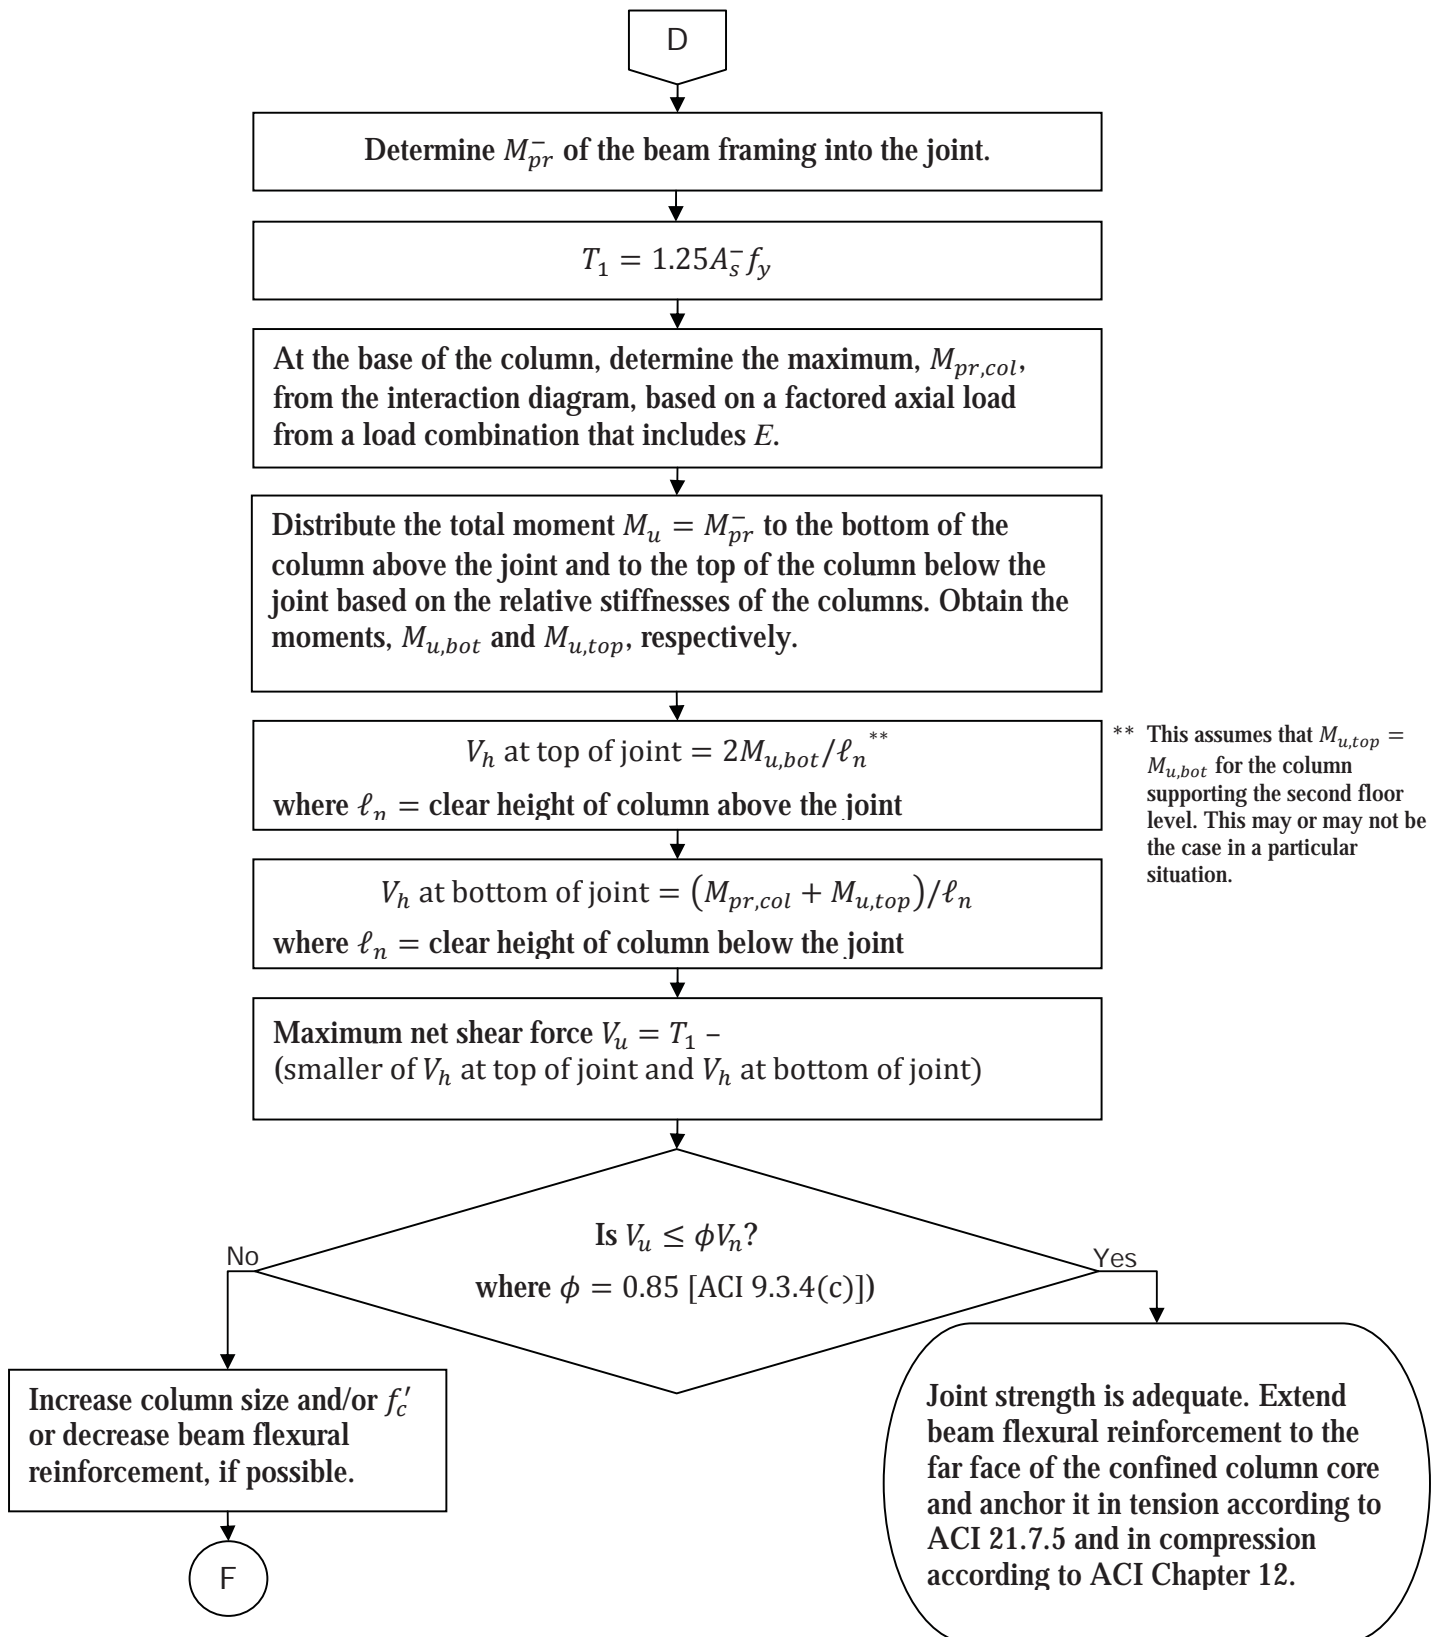 D
Determine M⁻pr of the beam framing into the joint.
T₁ = 1.25A⁻s fy
At the base of the column, determine the maximum, Mpr,col,
from the interaction diagram, based on a factored axial load
from a load combination that includes E.
Distribute the total moment Mu = M⁻pr to the bottom of the
column above the joint and to the top of the column below the
joint based on the relative stiffnesses of the columns. Obtain the
moments, Mu,bot and Mu,top, respectively.
Vh at top of joint = 2Mu,bot/ℓn**
where ℓn = clear height of column above the joint
** This assumes that Mu,top =
Mu,bot for the column
supporting the second floor
level. This may or may not be
the case in a particular
situation.
Vh at bottom of joint = (Mpr,col + Mu,top)/ℓn
where ℓn = clear height of column below the joint
Maximum net shear force Vu = T₁ –
(smaller of Vh at top of joint and Vh at bottom of joint)
Is Vu ≤ ϕVn?
where ϕ = 0.85 [ACI 9.3.4(c)])
No
Yes
Increase column size and/or f′c
or decrease beam flexural
reinforcement, if possible.
F
Joint strength is adequate. Extend
beam flexural reinforcement to the
far face of the confined column core
and anchor it in tension according to
ACI 21.7.5 and in compression
according to ACI Chapter 12.